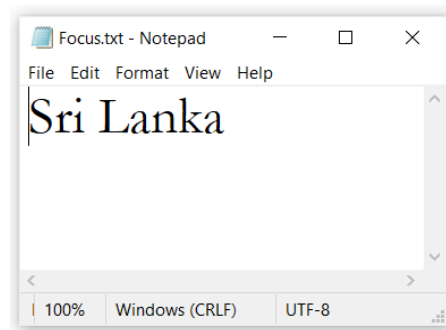 Focus.txt - Notepad
File Edit Format View Help
Sri Lanka
100% Windows (CRLF) UTF-8